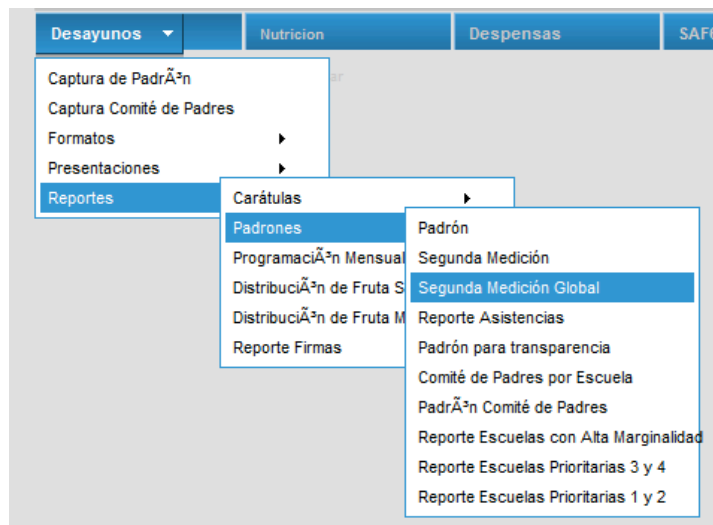 Desayunos
Nutricion
Despensas
Captura de PadrÃ³n
Captura Comité de Padres
Formatos
Presentaciones
Reportes
Carátulas
Padrones
ProgramaciÃ³n Mensual
DistribuciÃ³n de Fruta S
DistribuciÃ³n de Fruta M
Reporte Firmas
Padrón
Segunda Medición
Segunda Medición Global
Reporte Asistencias
Padrón para transparencia
Comité de Padres por Escuela
PadrÃ³n Comité de Padres
Reporte Escuelas con Alta Marginalidad
Reporte Escuelas Prioritarias 3 y 4
Reporte Escuelas Prioritarias 1 y 2